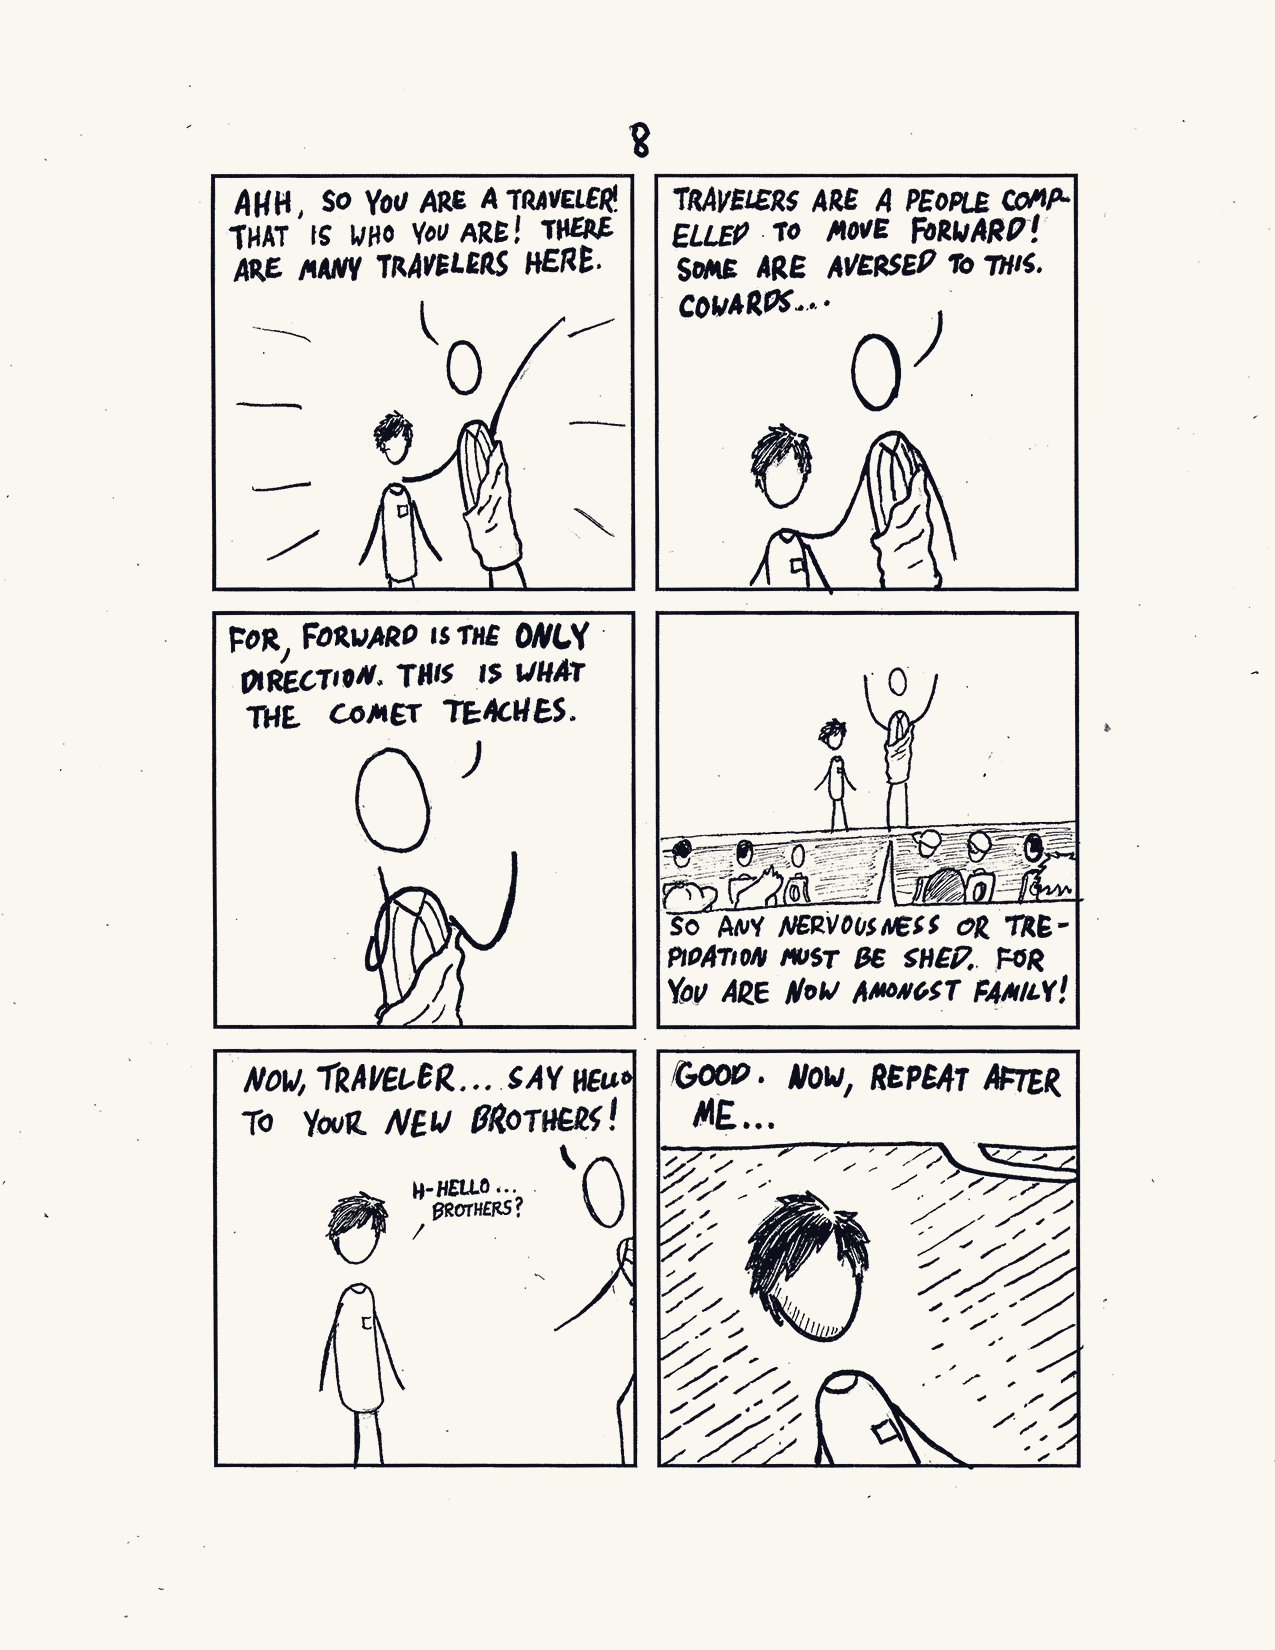 8
AHH, SO YOU ARE A TRAVELER!
THAT IS WHO YOU ARE! THERE
ARE MANY TRAVELERS HERE.
TRAVELERS ARE A PEOPLE COMP-
ELLED TO MOVE FORWARD!
SOME ARE AVERSED TO THIS.
COWARDS....
FOR, FORWARD IS THE ONLY
DIRECTION. THIS IS WHAT
THE COMET TEACHES.
SO ANY NERVOUSNESS OR TRE-
PIDATION MUST BE SHED. FOR
YOU ARE NOW AMONGST FAMILY!
NOW, TRAVELER... SAY HELLO
TO YOUR NEW BROTHERS!
H-HELLO...
BROTHERS?
GOOD. NOW, REPEAT AFTER
ME...